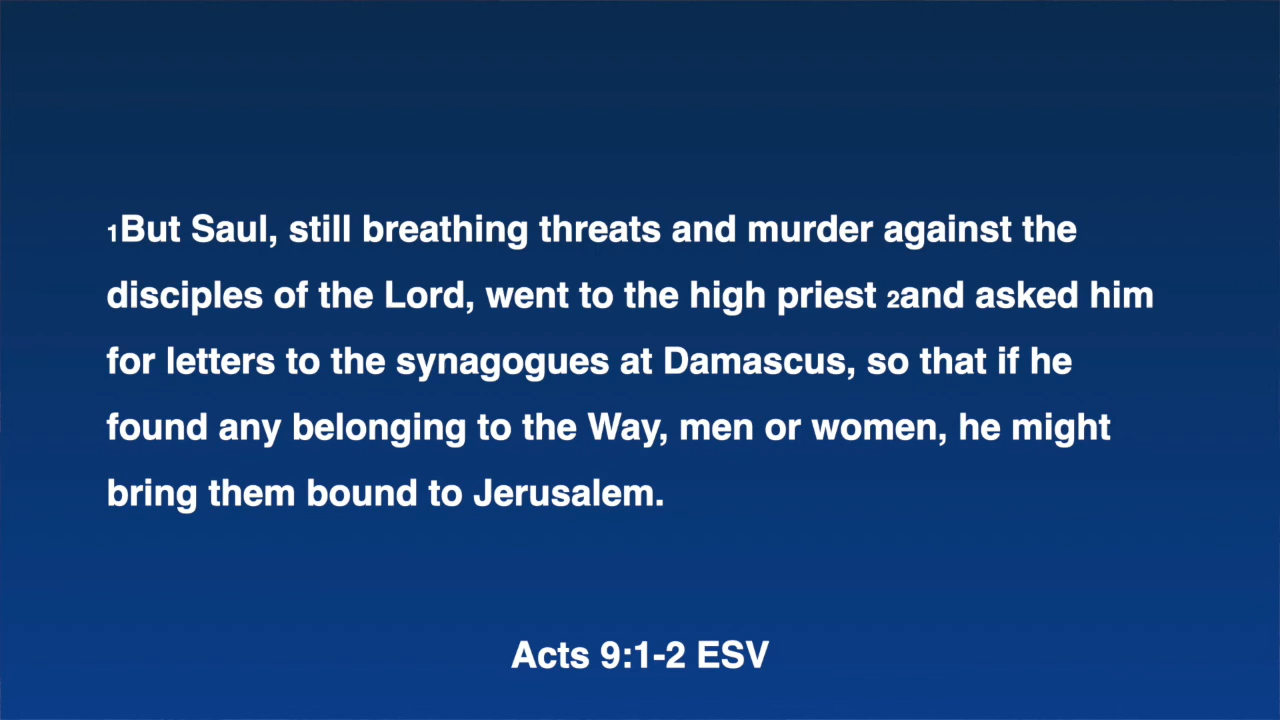 1But Saul, still breathing threats and murder against the
disciples of the Lord, went to the high priest 2and asked him
for letters to the synagogues at Damascus, so that if he
found any belonging to the Way, men or women, he might
bring them bound to Jerusalem.
Acts 9:1-2 ESV